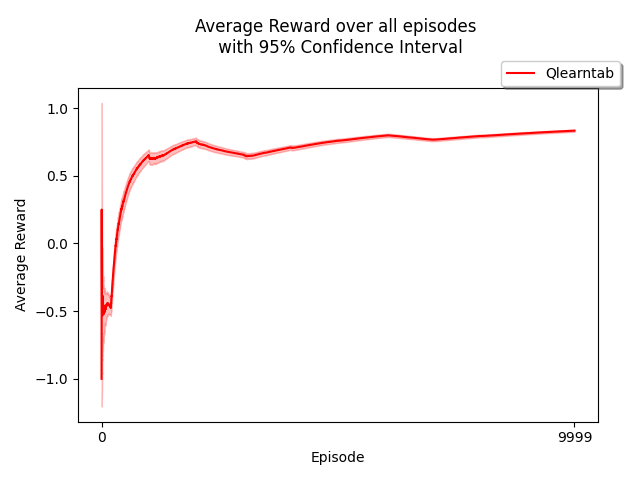 Average Reward over all episodes
with 95% Confidence Interval
Qlearntab
1.0
0.5
0.0
−0.5
−1.0
Average Reward
0
9999
Episode